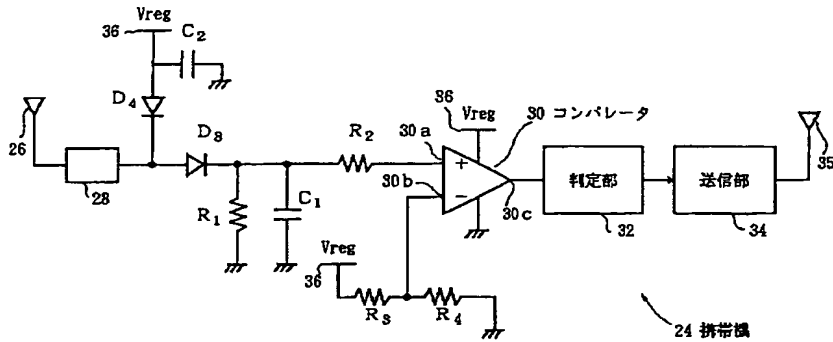 Vreg
36
C2
D4
26
28
D3
R1
C1
R2
30a
30b
36
Vreg
30 コンパレータ
30c
Vreg
36
R3
R4
判定部
32
送信部
34
35
24 携帯機